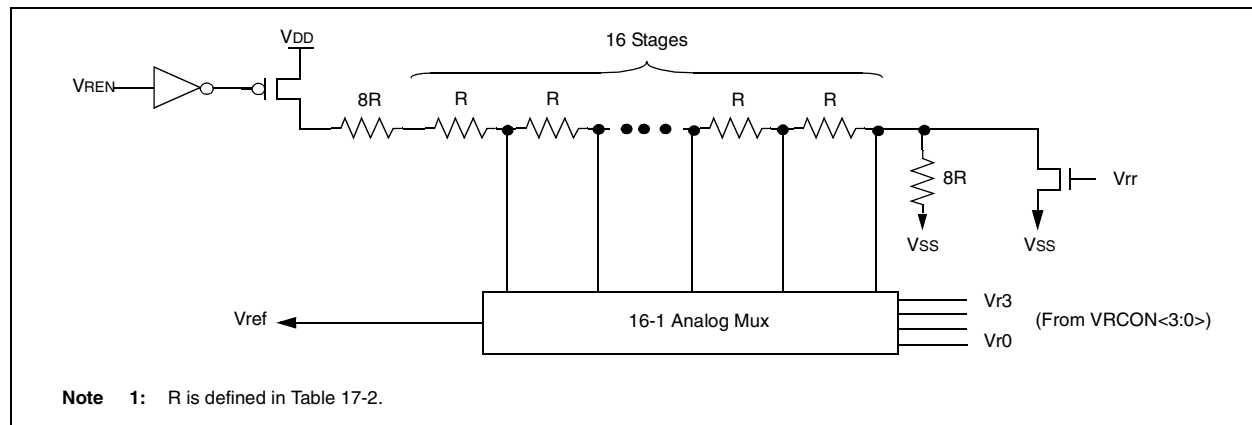 VDD
16 Stages
VREN
8R R R R R
8R
Vrr
VSS VSS
Vr3
Vref
16-1 Analog Mux
(From VRCON<3:0>)
Vr0
Note 1: R is defined in Table 17-2.